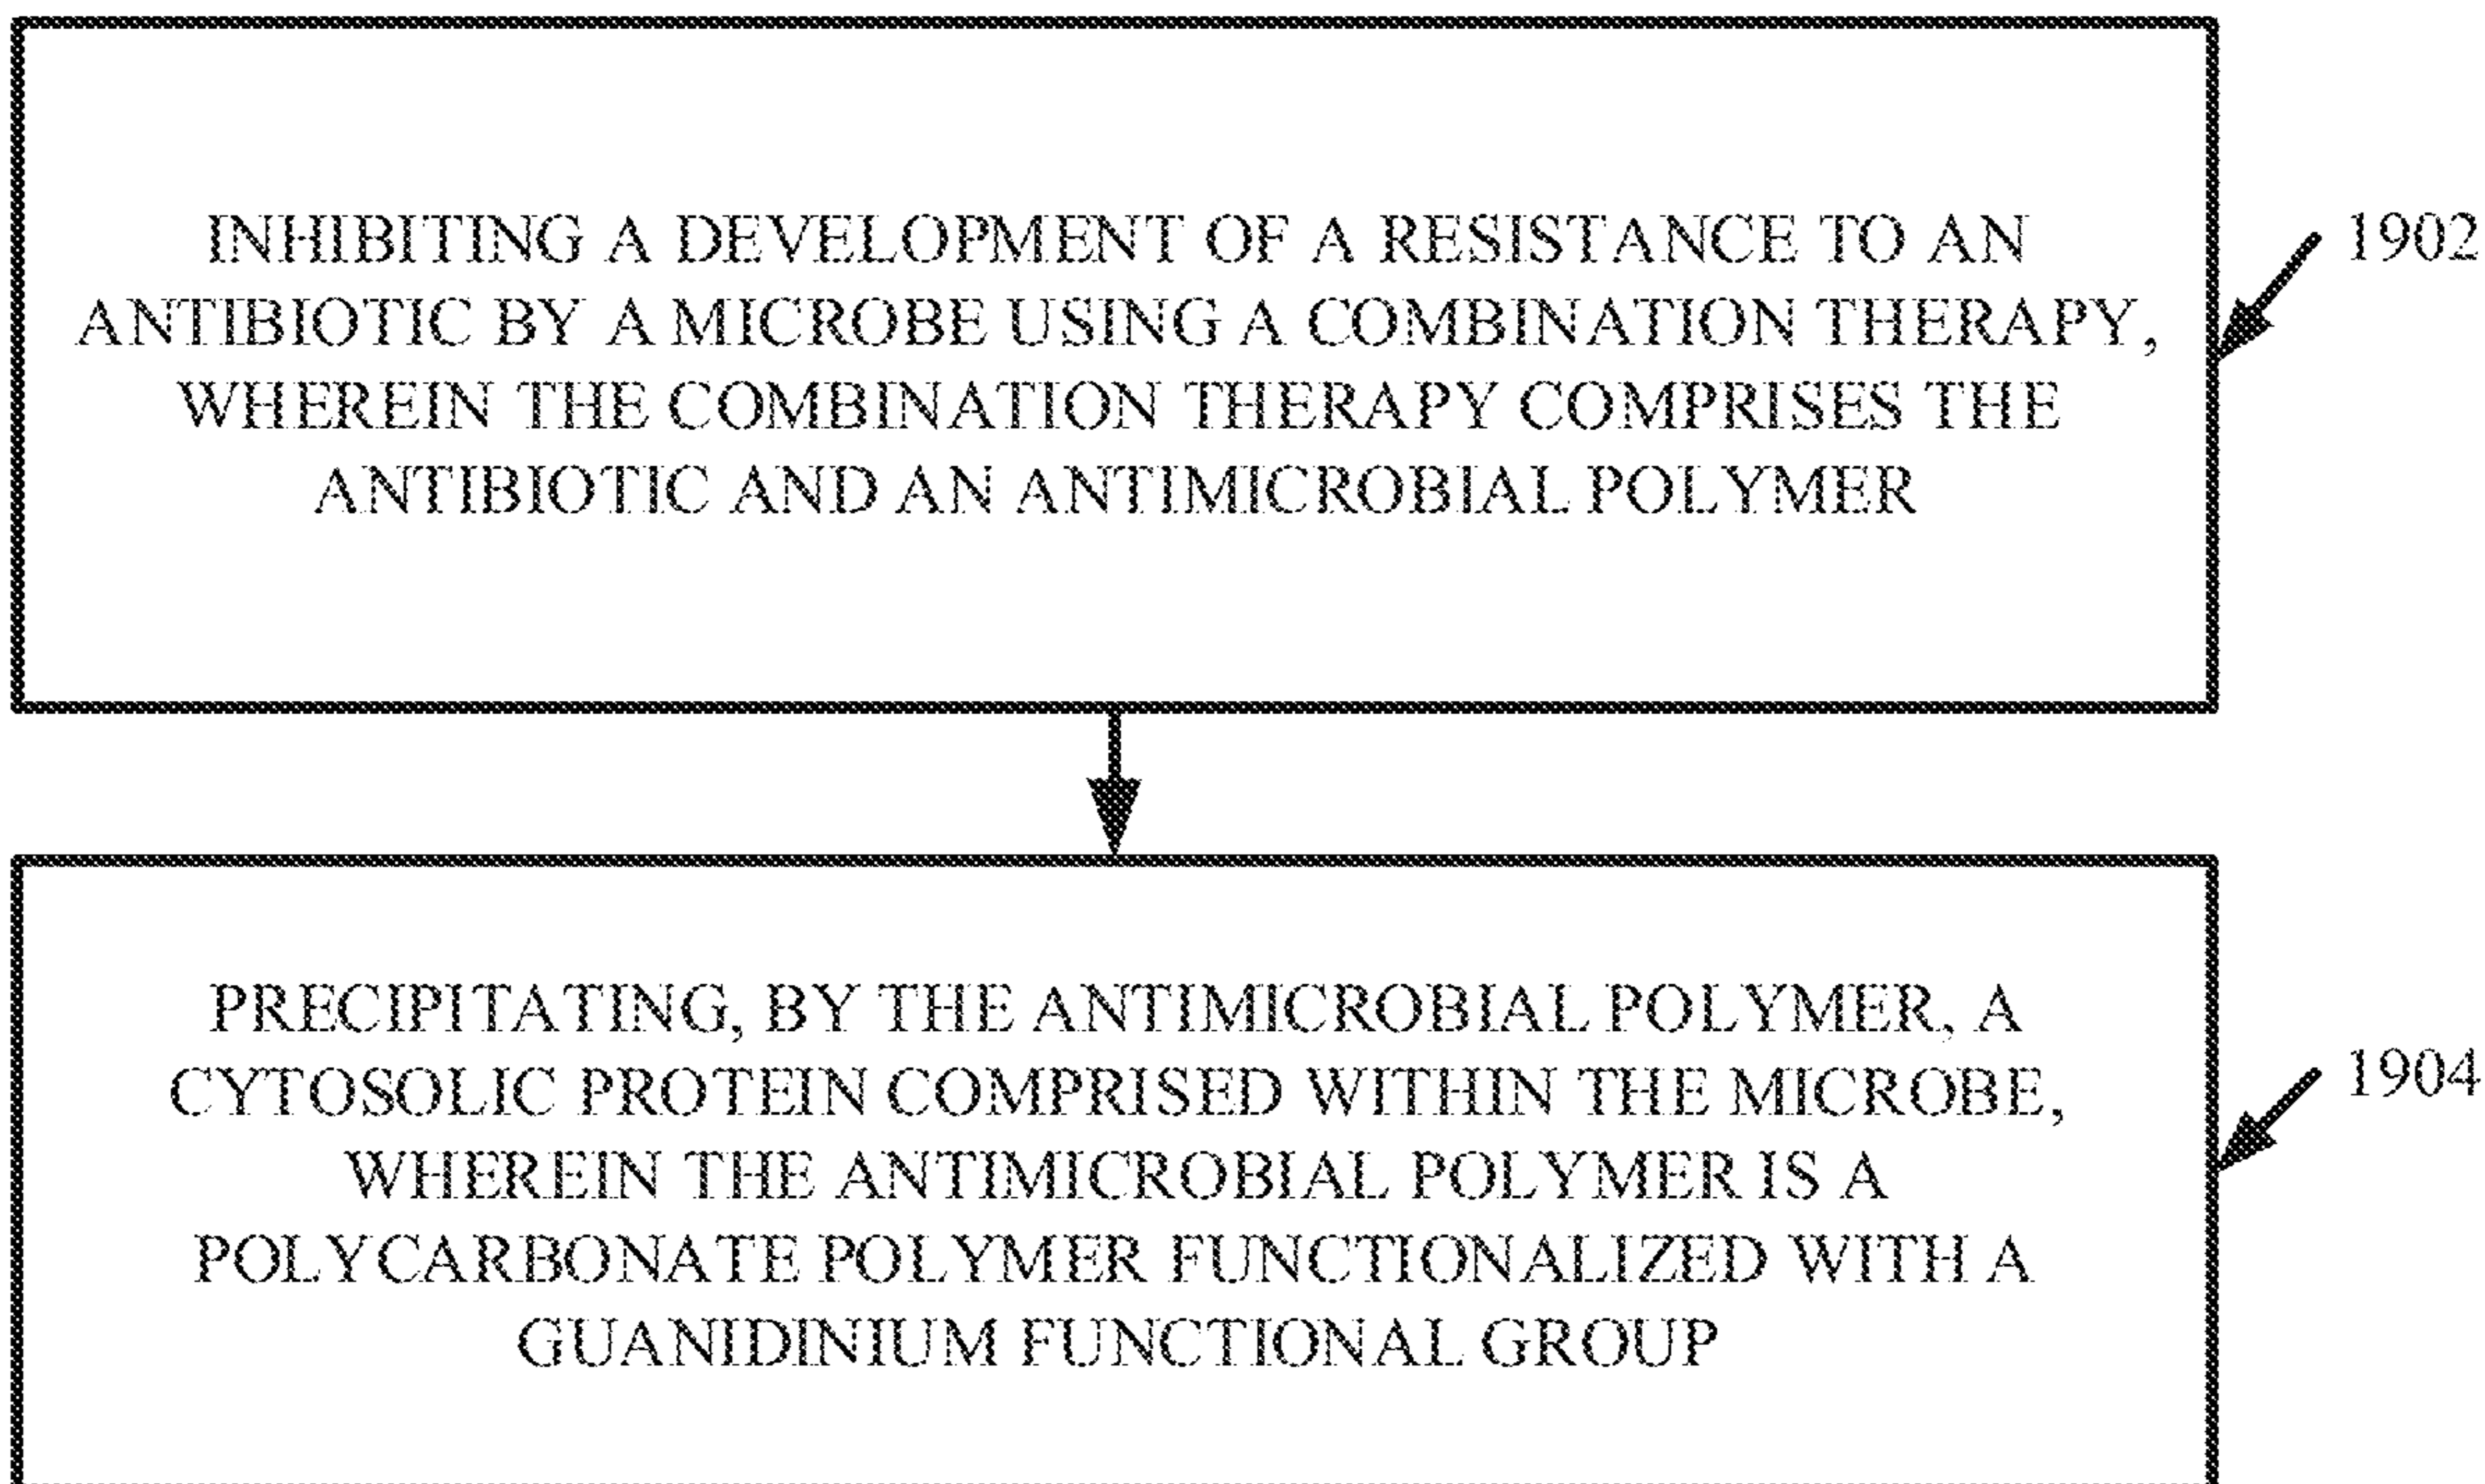 INHIBITING A DEVELOPMENT OF A RESISTANCE TO AN
ANTIBIOTIC BY A MICROBE USING A COMBINATION THERAPY,
WHEREIN THE COMBINATION THERAPY COMPRISES THE
ANTIBIOTIC AND AN ANTIMICROBIAL POLYMER
1902
PRECIPITATING, BY THE ANTIMICROBIAL POLYMER, A
CYTOSOLIC PROTEIN COMPRISED WITHIN THE MICROBE,
WHEREIN THE ANTIMICROBIAL POLYMER IS A
POLYCARBONATE POLYMER FUNCTIONALIZED WITH A
GUANIDINIUM FUNCTIONAL GROUP
1904